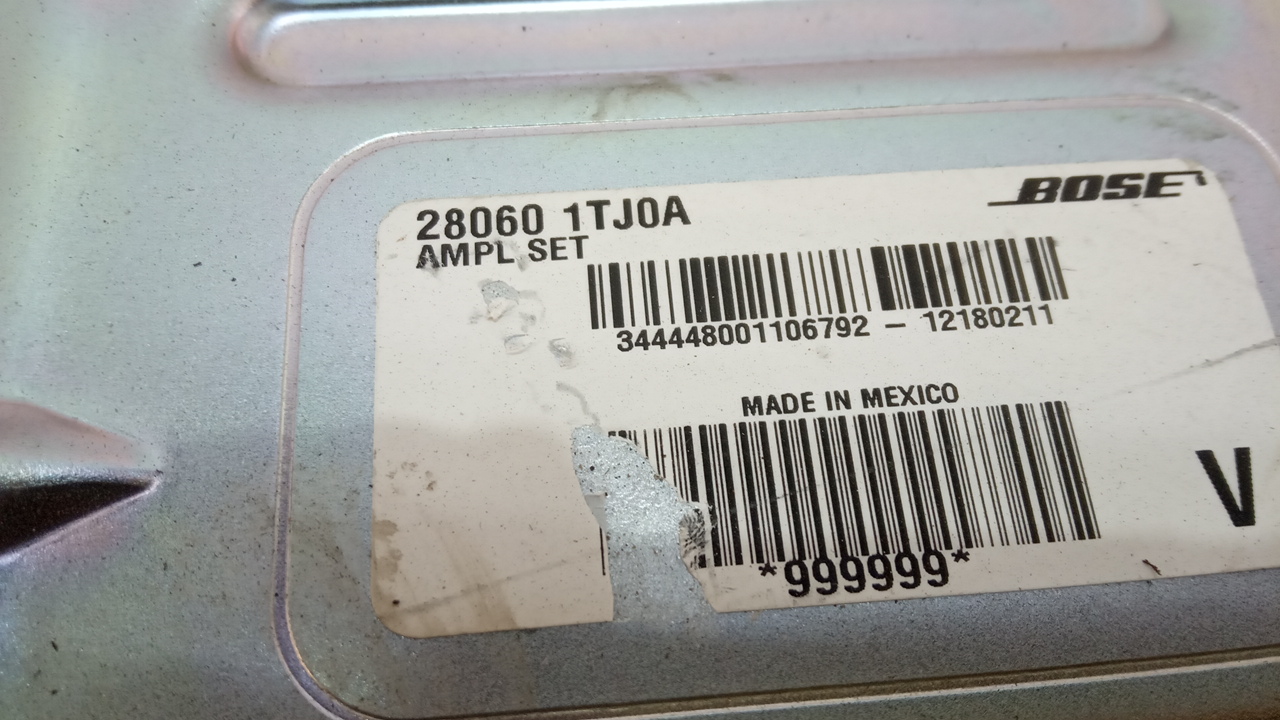 28060 1TJ0A
BOSE
AMPL SET
344448001106792 - 12180211
MADE IN MEXICO
V
*999999*